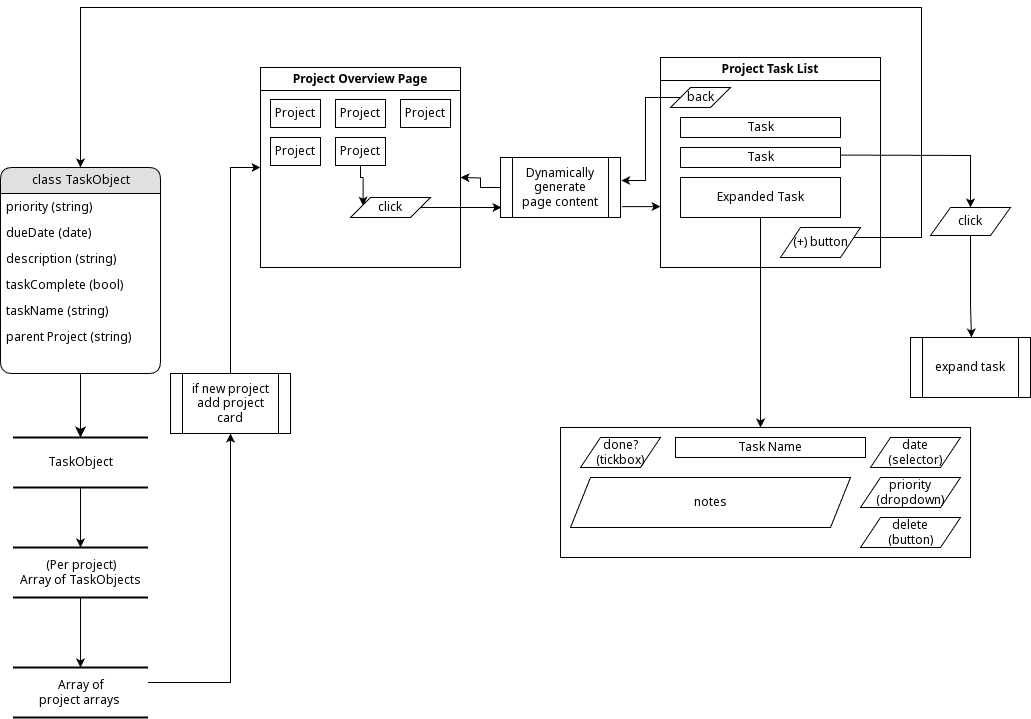 Project Overview Page
Project
Project
Project
Project
Project
click
Dynamically
generate
page content
Project Task List
back
Task
Task
Expanded Task
(+) button
click
expand task
class TaskObject
priority (string)
dueDate (date)
description (string)
taskComplete (bool)
taskName (string)
parent Project (string)
if new project
add project
card
TaskObject
(Per project)
Array of TaskObjects
Array of
project arrays
done?
(tickbox)
Task Name
date
(selector)
notes
priority
(dropdown)
delete
(button)